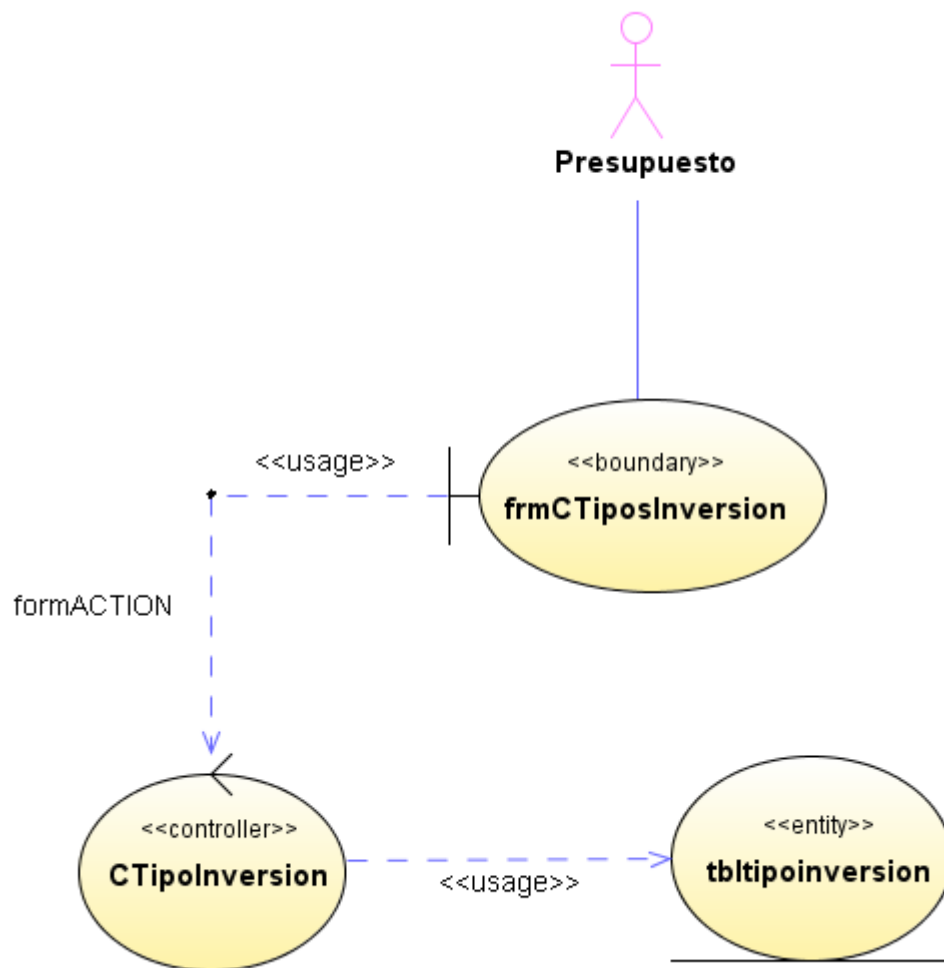 Presupuesto
<<usage>>
<<boundary>>
frmCTiposInversion
formACTION
<<controller>>
CTipoInversion
<<usage>>
<<entity>>
tbltipoinversion